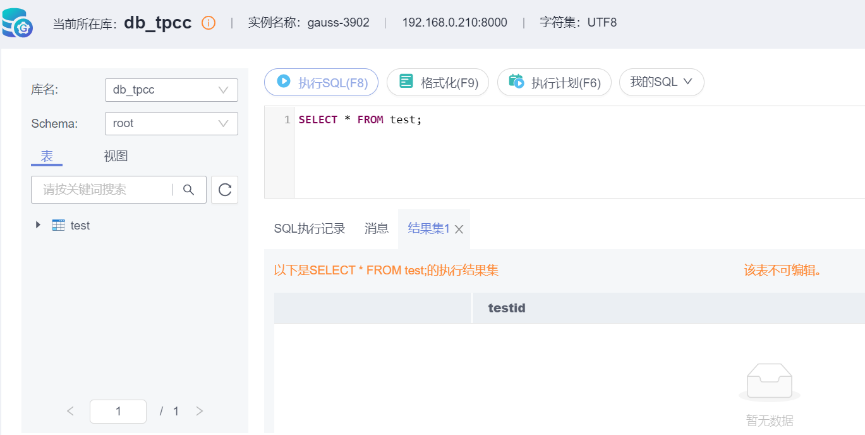 当前所在库: db_tpcc | 实例名称: gauss-3902 | 192.168.0.210:8000 | 字符集: UTF8
库名: db_tpcc
Schema: root
表 视图
请按关键词搜索
test
1 / 1
执行SQL(F8) 格式化(F9) 执行计划(F6) 我的SQL
1 SELECT * FROM test;
SQL执行记录 消息 结果集1
以下是SELECT * FROM test;的执行结果集 该表不可编辑。
testid
暂无数据